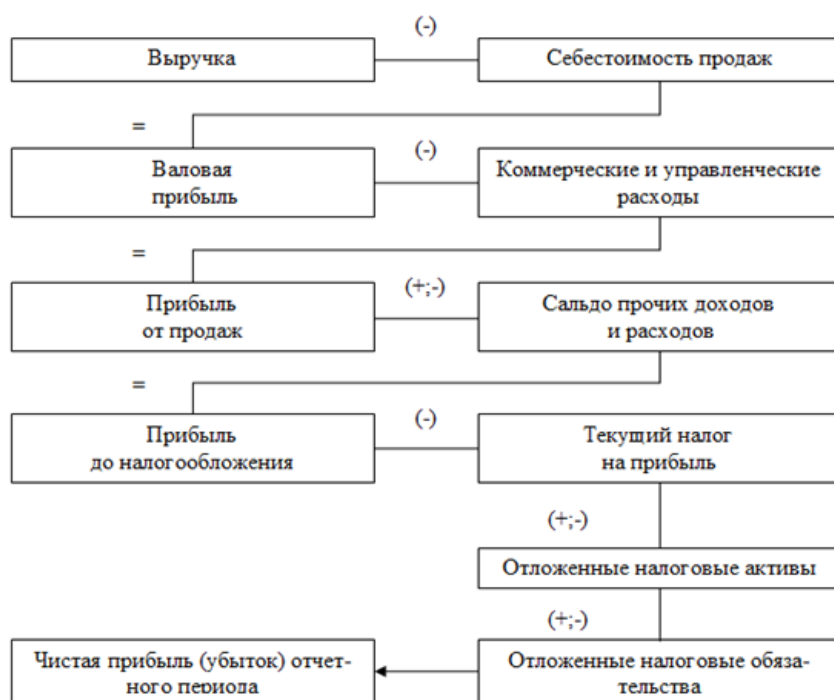 (-)
Выручка
Себестоимость продаж
=
(-)
Валовая
прибыль
Коммерческие и управленческие
расходы
=
(+;-)
Прибыль
от продаж
Сальдо прочих доходов
и расходов
=
(-)
Прибыль
до налогообложения
Текущий налог
на прибыль
(+;-)
Отложенные налоговые активы
(+;-)
Чистая прибыль (убыток) отчет-
ного периода
Отложенные налоговые обяза-
тельства